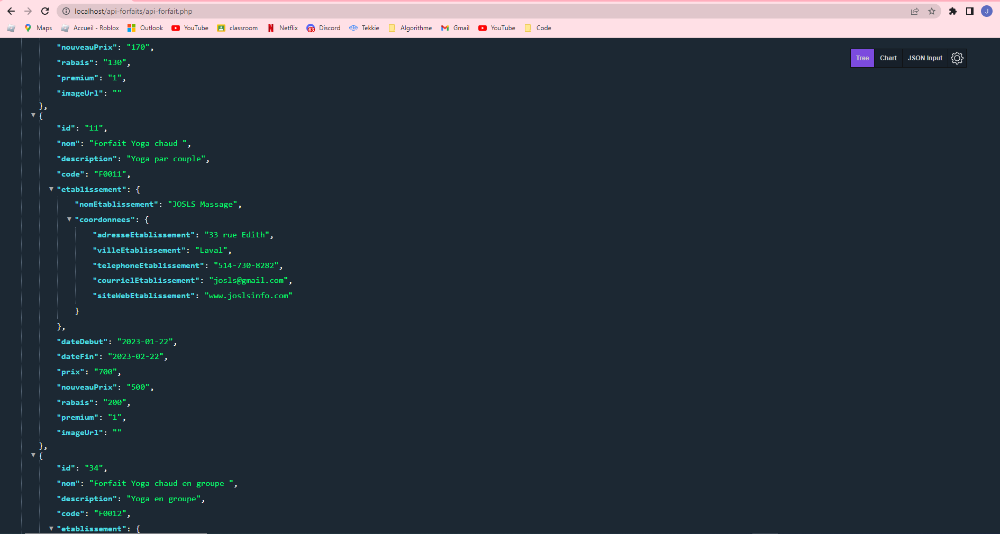 localhost/api-forfaits/api-forfait.php
J
Maps Accueil - Roblox Outlook YouTube classroom Netflix 63 Discord eTe Tekkie Algorithme Gmail YouTube Code
Tree Chart JSON Input
"nouveauPrix": "170",
"rabais": "130",
"premium": "1",
"imageUrl": ""
},
{
"id": "11",
"nom": "Forfait Yoga chaud ",
"description": "Yoga par couple",
"code": "F0011",
"etablissement": {
"nomEtablissement": "JOSLS Massage",
"coordonnees": {
"adresseEtablissement": "33 rue Edith",
"villeEtablissement": "Laval",
"telephoneEtablissement": "514-730-8282",
"courrielEtablissement": "josls@gmail.com",
"siteWebEtablissement": "www.joslsinfo.com"
}
},
"dateDebut": "2023-01-22",
"dateFin": "2023-02-22",
"prix": "700",
"nouveauPrix": "500",
"rabais": "200",
"premium": "1",
"imageUrl": ""
},
{
"id": "34",
"nom": "Forfait Yoga chaud en groupe ",
"description": "Yoga en groupe",
"code": "F0012",
"etablissement": {